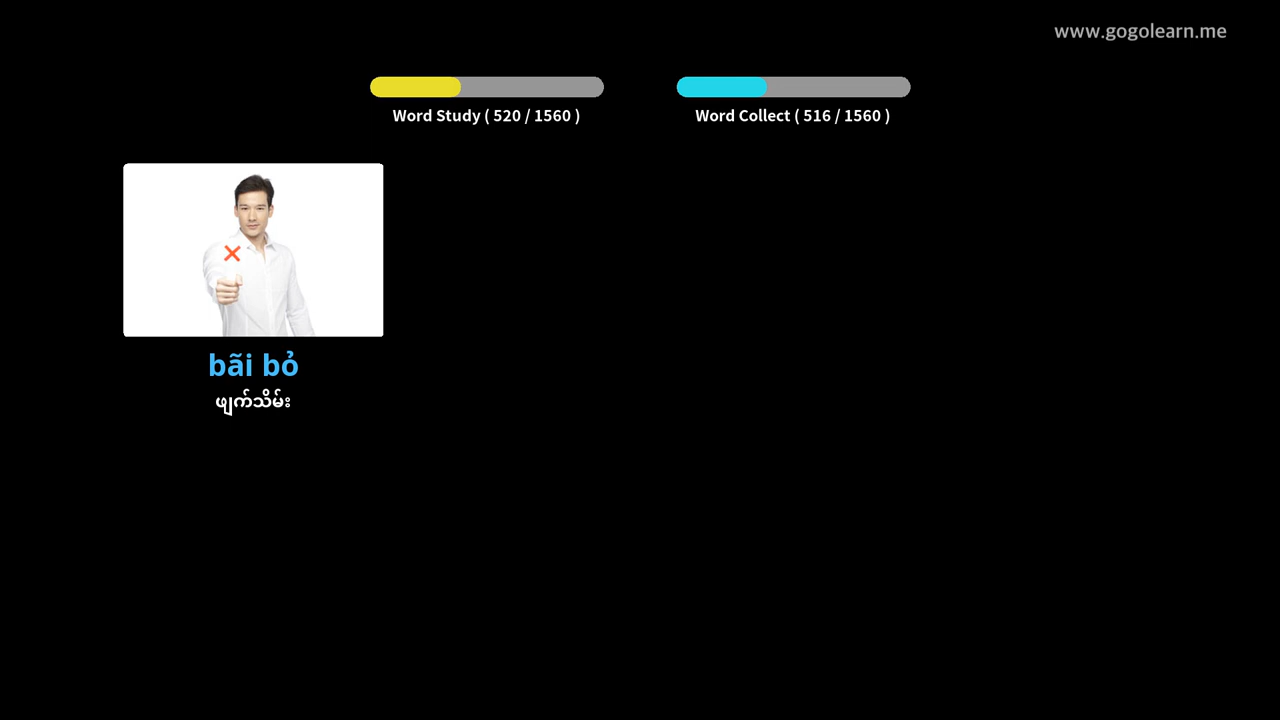 www.gogolearn.me
Word Study ( 520 / 1560 )
Word Collect ( 516 / 1560 )
bãi bỏ
ဖျက်သိမ်း